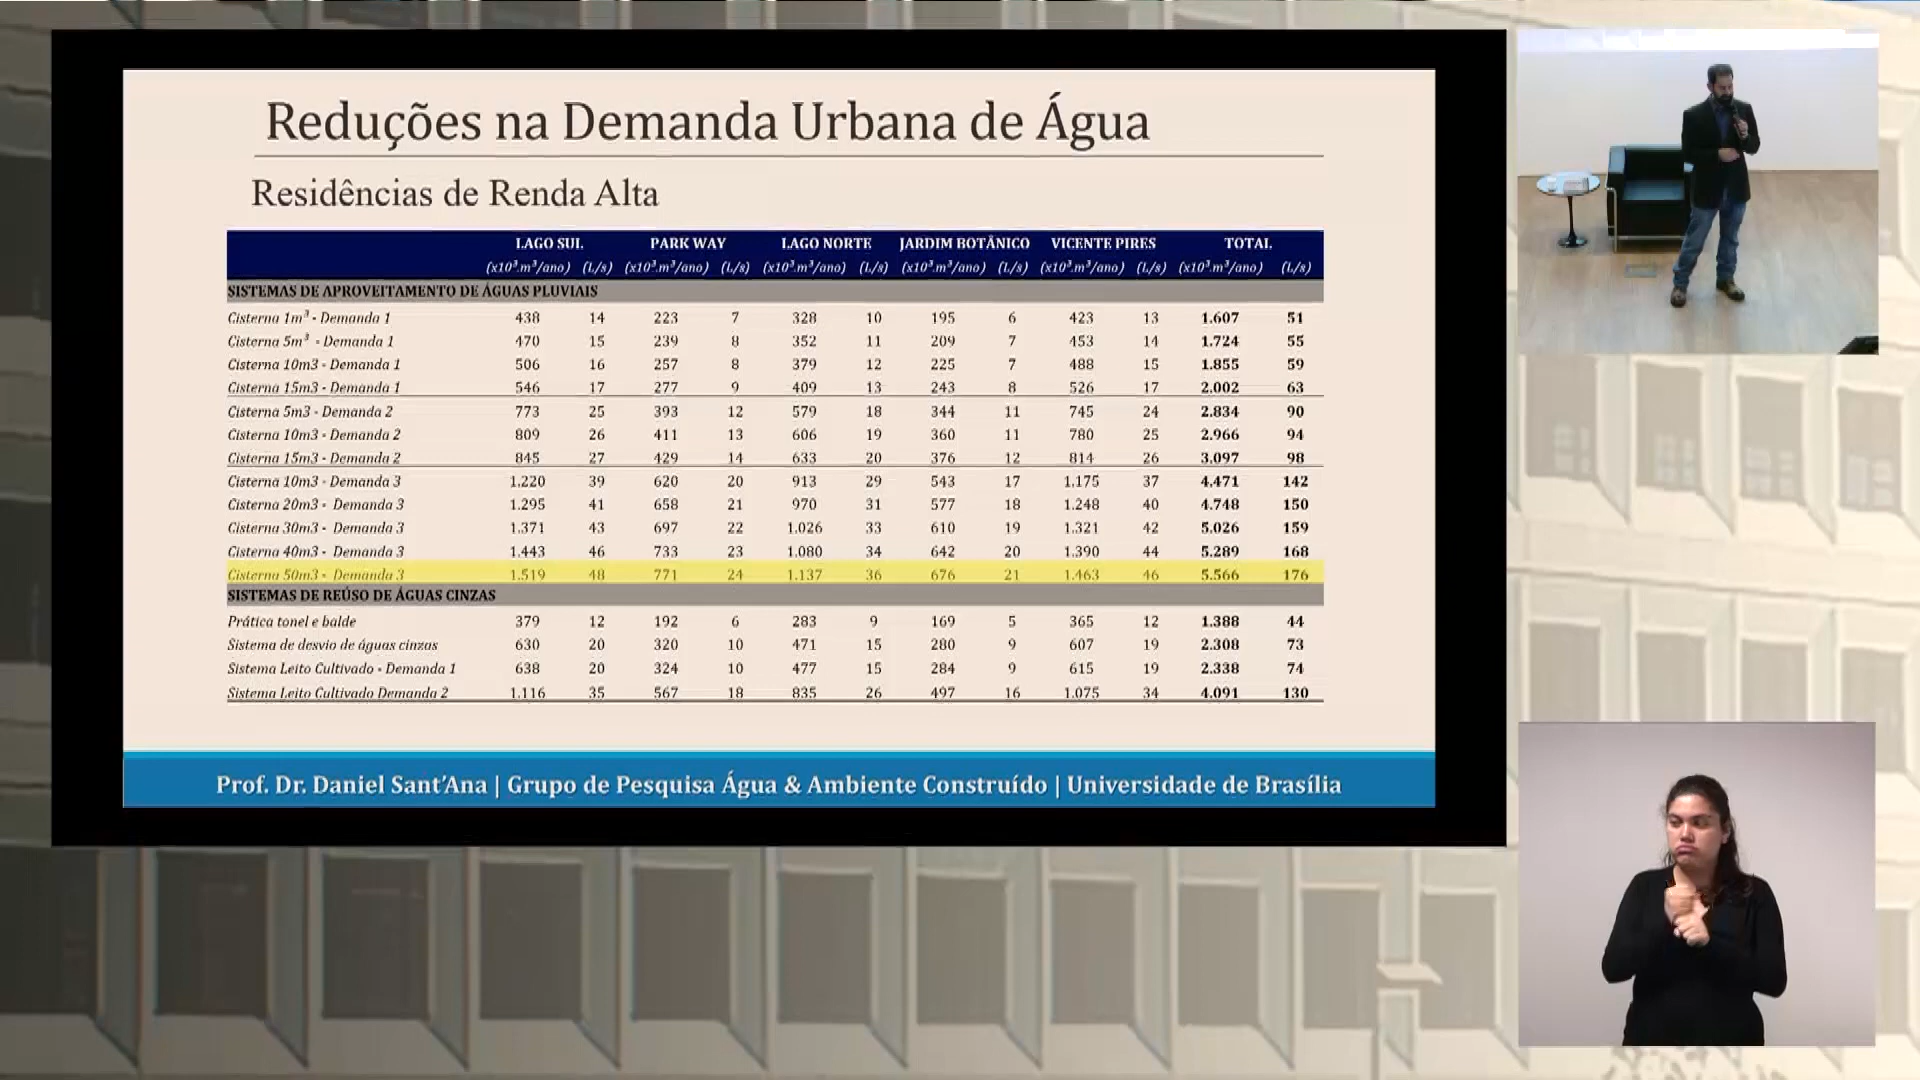 Reduções na Demanda Urbana de Água
Residências de Renda Alta
LAGO SUL PARK WAY LAGO NORTE JARDIM BOTÂNICO VICENTE PIRES TOTAL
(x10³.m³/ano) (L/s) (x10³.m³/ano) (L/s) (x10³.m³/ano) (L/s) (x10³.m³/ano) (L/s) (x10³.m³/ano) (L/s) (x10³.m³/ano) (L/s)
SISTEMAS DE APROVEITAMENTO DE ÁGUAS PLUVIAIS
Cisterna 1m³ - Demanda 1 438 14 223 7 328 10 195 6 423 13 1.607 51
Cisterna 5m³ - Demanda 1 470 15 239 8 352 11 209 7 453 14 1.724 55
Cisterna 10m3 - Demanda 1 506 16 257 8 379 12 225 7 488 15 1.855 59
Cisterna 15m3 - Demanda 1 546 17 277 9 409 13 243 8 526 17 2.002 63
Cisterna 5m3 - Demanda 2 773 25 393 12 579 18 344 11 745 24 2.834 90
Cisterna 10m3 - Demanda 2 809 26 411 13 606 19 360 11 780 25 2.966 94
Cisterna 15m3 - Demanda 2 845 27 429 14 633 20 376 12 814 26 3.097 98
Cisterna 10m3 - Demanda 3 1.220 39 620 20 913 29 543 17 1.175 37 4.471 142
Cisterna 20m3 - Demanda 3 1.295 41 658 21 970 31 577 18 1.248 40 4.748 150
Cisterna 30m3 - Demanda 3 1.371 43 697 22 1.026 33 610 19 1.321 42 5.026 159
Cisterna 40m3 - Demanda 3 1.443 46 733 23 1.080 34 642 20 1.390 44 5.289 168
Cisterna 50m3 - Demanda 3 1.519 48 771 24 1.137 36 676 21 1.463 46 5.566 176
SISTEMAS DE REÚSO DE ÁGUAS CINZAS
Prática tonel e balde 379 12 192 6 283 9 169 5 365 12 1.388 44
Sistema de desvio de águas cinzas 630 20 320 10 471 15 280 9 607 19 2.308 73
Sistema Leito Cultivado - Demanda 1 638 20 324 10 477 15 284 9 615 19 2.338 74
Sistema Leito Cultivado Demanda 2 1.116 35 567 18 835 26 497 16 1.075 34 4.091 130
Prof. Dr. Daniel Sant'Ana | Grupo de Pesquisa Água & Ambiente Construído | Universidade de Brasília